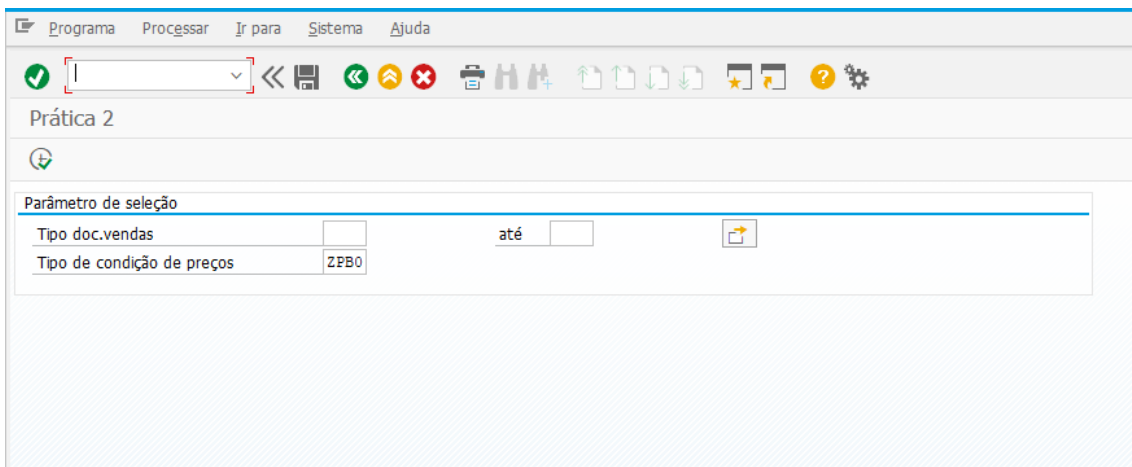 Programa Processar Ir para Sistema Ajuda
Prática 2
Parâmetro de seleção
Tipo doc.vendas até
Tipo de condição de preços ZPB0